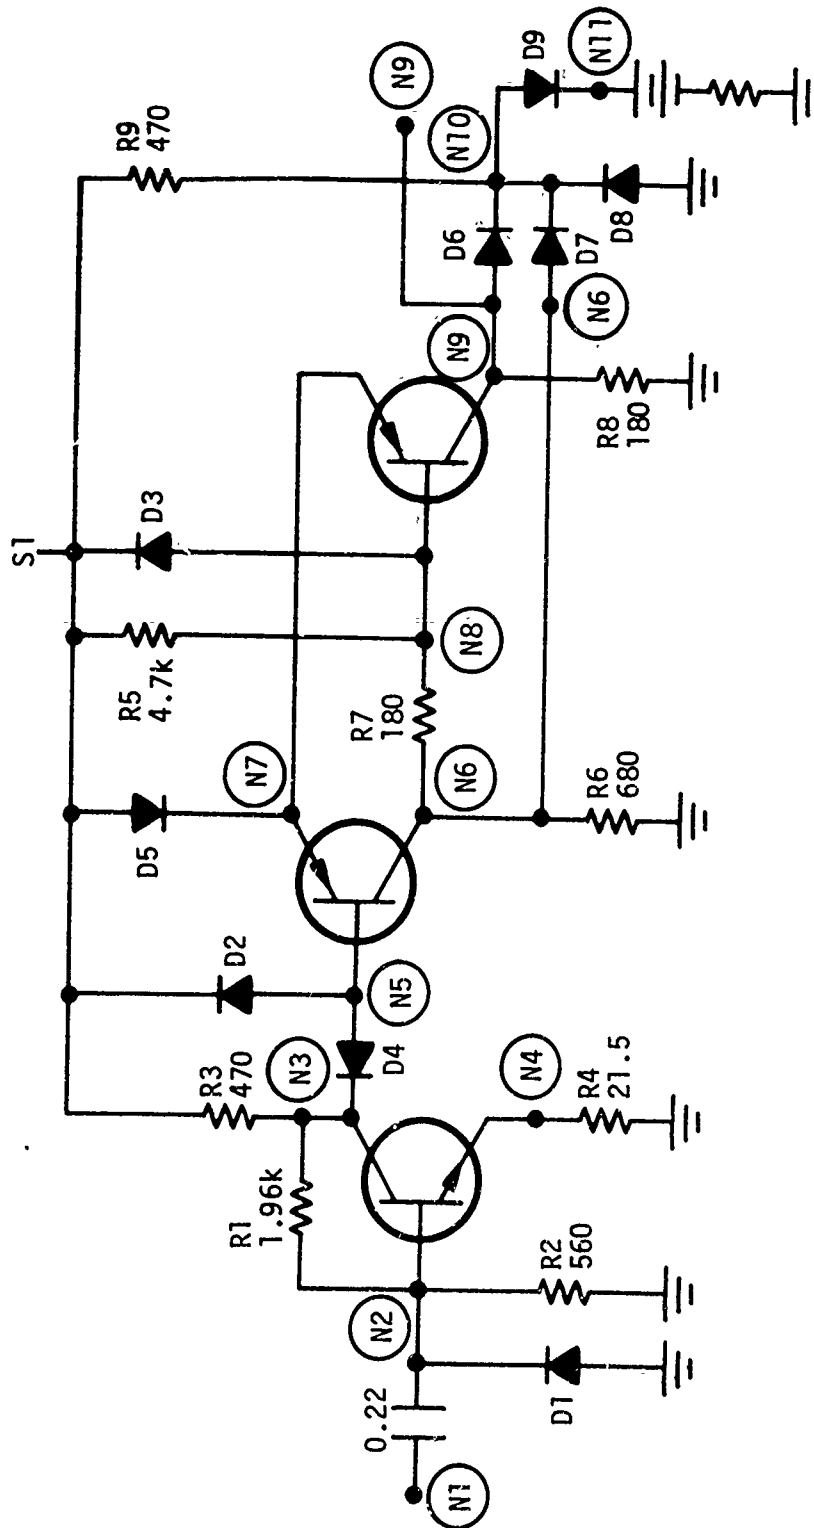 S1
R9
470
D3
R5
4.7k
D5
D2
R3
470
R1
1.96k
0.22
N1
N2
D1
R2
560
N3
D4
N4
R4
21.5
N5
N7
R7
180
N6
R6
680
N8
N9
R8
180
N9
D6
D7
N6
N10
D8
D9
N11